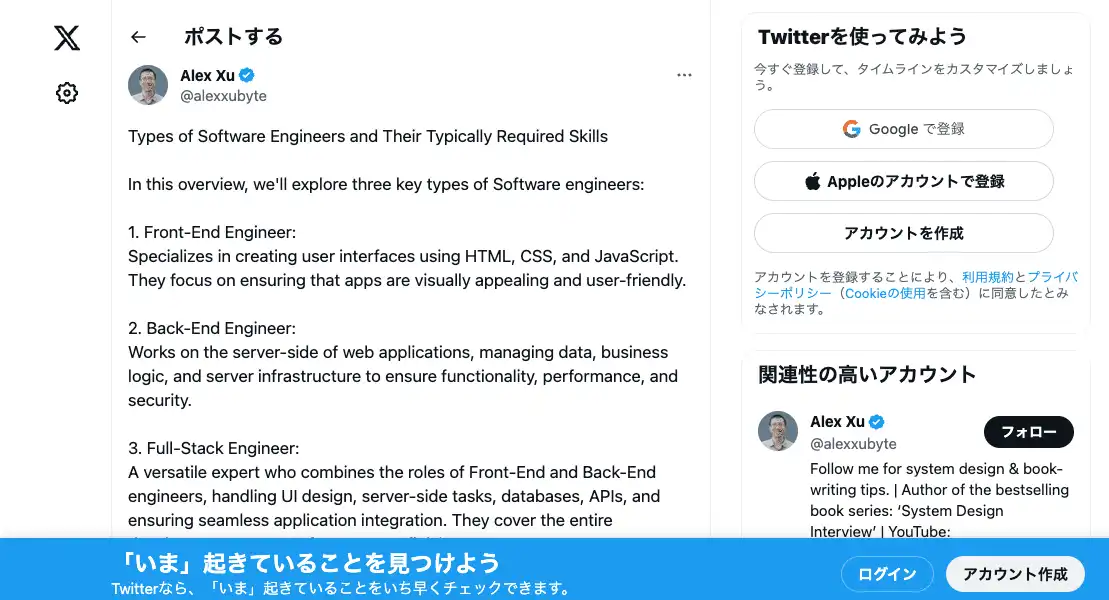 ポストする
Alex Xu
@alexxubyte
Types of Software Engineers and Their Typically Required Skills
In this overview, we'll explore three key types of Software engineers:
1. Front-End Engineer:
Specializes in creating user interfaces using HTML, CSS, and JavaScript.
They focus on ensuring that apps are visually appealing and user-friendly.
2. Back-End Engineer:
Works on the server-side of web applications, managing data, business
logic, and server infrastructure to ensure functionality, performance, and
security.
3. Full-Stack Engineer:
A versatile expert who combines the roles of Front-End and Back-End
engineers, handling UI design, server-side tasks, databases, APIs, and
ensuring seamless application integration. They cover the entire
Twitterを使ってみよう
今すぐ登録して、タイムラインをカスタマイズしましょ
う。
Google で登録
Appleのアカウントで登録
アカウントを作成
アカウントを登録することにより、利用規約とプライバ
シーポリシー（Cookieの使用を含む）に同意したとみ
なされます。
関連性の高いアカウント
Alex Xu
@alexxubyte
フォロー
Follow me for system design & book-
writing tips. | Author of the bestselling
book series: ‘System Design
Interview’ | YouTube:
「いま」起きていることを見つけよう
Twitterなら、「いま」起きていることをいち早くチェックできます。
ログイン
アカウント作成